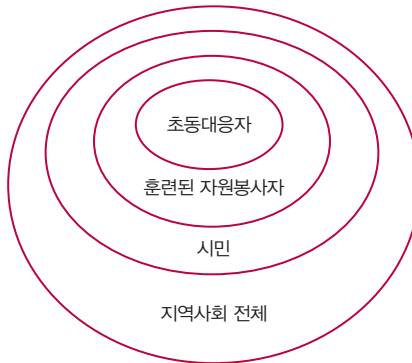 초동대응자
훈련된 자원봉사자
시민
지역사회 전체